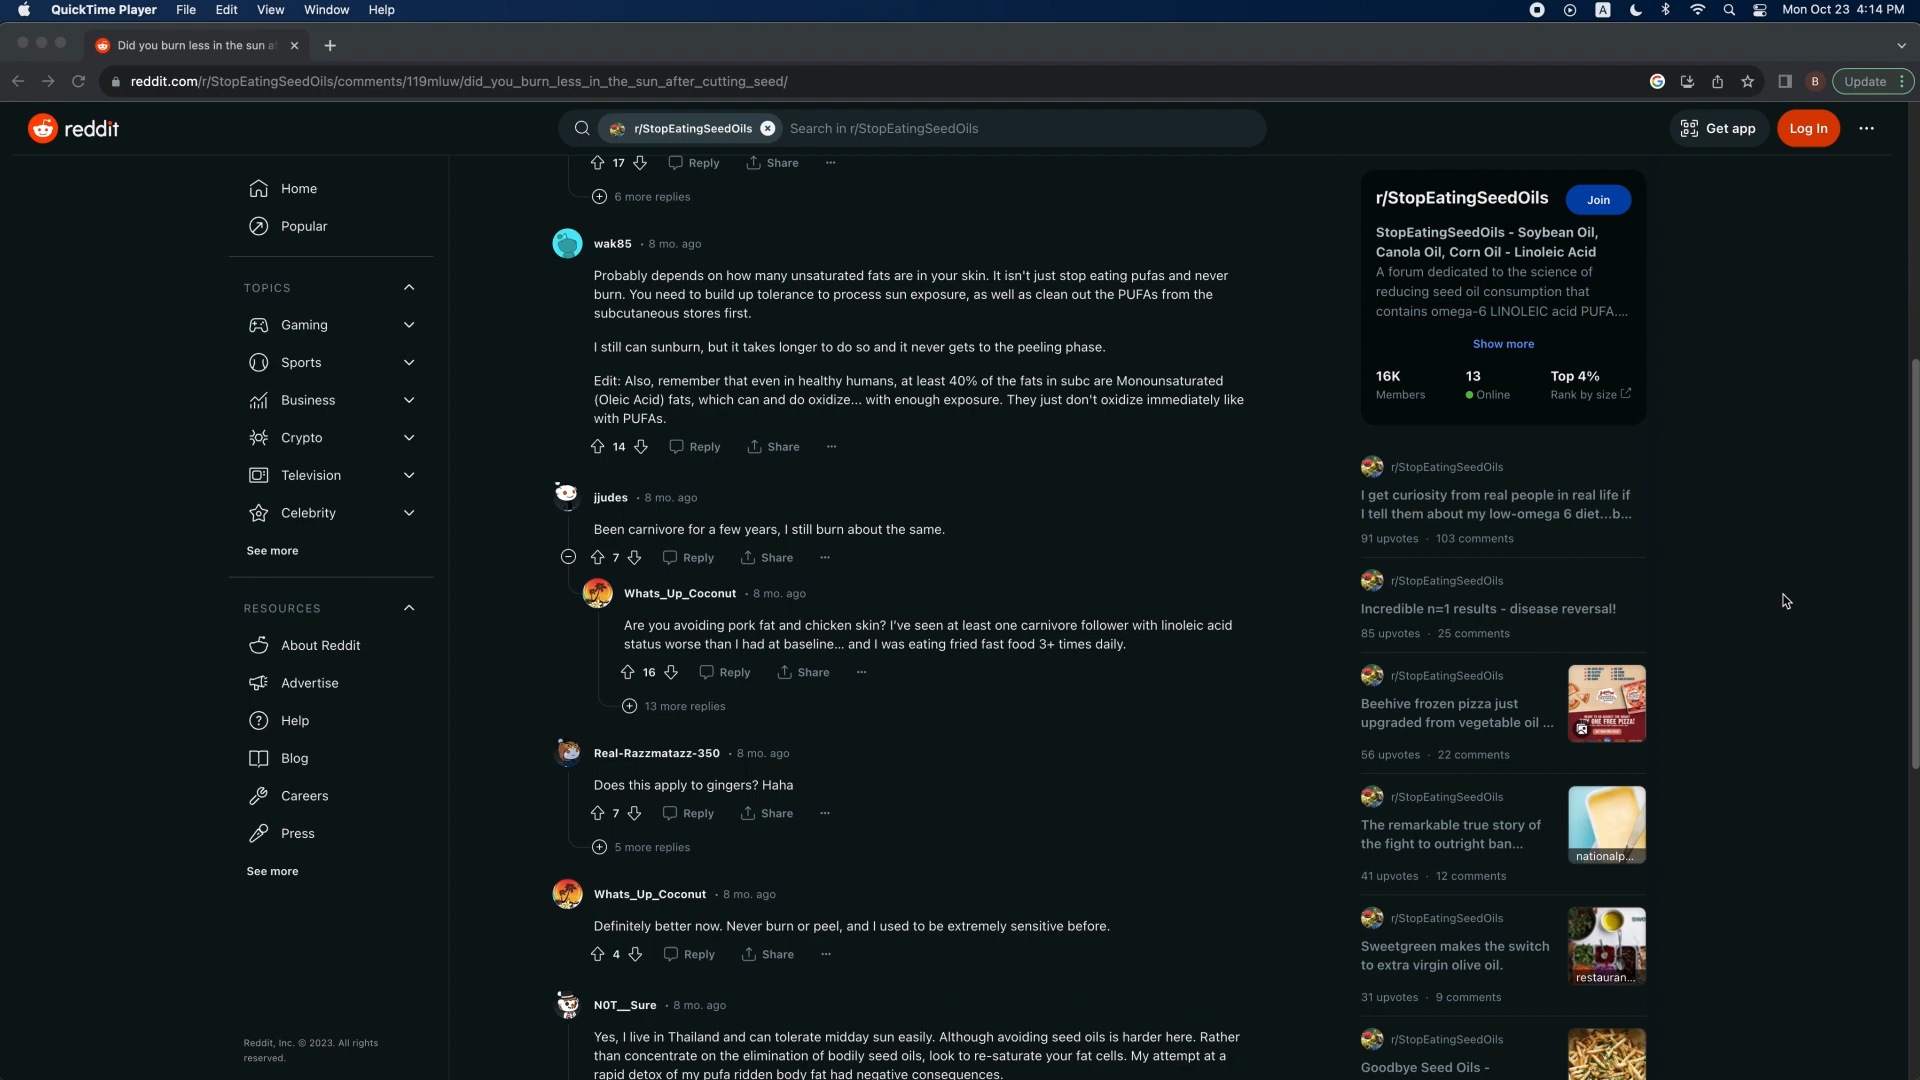 QuickTime Player File Edit View Window Help
A Mon Oct 23 4:14 PM
Did you burn less in the sun a
reddit.com/r/StopEatingSeedOils/comments/119mluw/did_you_burn_less_in_the_sun_after_cutting_seed/
B Update
reddit
r/StopEatingSeedOils Search in r/StopEatingSeedOils
Get app Log In
Home
Popular
TOPICS
Gaming
Sports
Business
Crypto
Television
Celebrity
See more
RESOURCES
About Reddit
Advertise
Help
Blog
Careers
Press
See more
Reddit, Inc. © 2023. All rights
reserved.
17 Reply Share
6 more replies
wak85 · 8 mo. ago
Probably depends on how many unsaturated fats are in your skin. It isn't just stop eating pufas and never
burn. You need to build up tolerance to process sun exposure, as well as clean out the PUFAs from the
subcutaneous stores first.
I still can sunburn, but it takes longer to do so and it never gets to the peeling phase.
Edit: Also, remember that even in healthy humans, at least 40% of the fats in subc are Monounsaturated
(Oleic Acid) fats, which can and do oxidize... with enough exposure. They just don't oxidize immediately like
with PUFAs.
14 Reply Share
jjudes · 8 mo. ago
Been carnivore for a few years, I still burn about the same.
7 Reply Share
Whats_Up_Coconut · 8 mo. ago
Are you avoiding pork fat and chicken skin? I've seen at least one carnivore follower with linoleic acid
status worse than I had at baseline... and I was eating fried fast food 3+ times daily.
16 Reply Share
13 more replies
Real-Razzmatazz-350 · 8 mo. ago
Does this apply to gingers? Haha
7 Reply Share
5 more replies
Whats_Up_Coconut · 8 mo. ago
Definitely better now. Never burn or peel, and I used to be extremely sensitive before.
4 Reply Share
N0T__Sure · 8 mo. ago
Yes, I live in Thailand and can tolerate midday sun easily. Although avoiding seed oils is harder here. Rather
than concentrate on the elimination of bodily seed oils, look to re-saturate your fat cells. My attempt at a
rapid detox of my pufa ridden body fat had negative consequences.
r/StopEatingSeedOils Join
StopEatingSeedOils - Soybean Oil,
Canola Oil, Corn Oil - Linoleic Acid
A forum dedicated to the science of
reducing seed oil consumption that
contains omega-6 LINOLEIC acid PUFA....
Show more
16K 13 Top 4%
Members Online Rank by size
r/StopEatingSeedOils
I get curiosity from real people in real life if
I tell them about my low-omega 6 diet...b...
91 upvotes · 103 comments
r/StopEatingSeedOils
Incredible n=1 results - disease reversal!
85 upvotes · 25 comments
r/StopEatingSeedOils
Beehive frozen pizza just
upgraded from vegetable oil ...
56 upvotes · 22 comments
r/StopEatingSeedOils
The remarkable true story of
the fight to outright ban...
nationalp...
41 upvotes · 12 comments
r/StopEatingSeedOils
Sweetgreen makes the switch
to extra virgin olive oil.
restauran...
31 upvotes · 9 comments
r/StopEatingSeedOils
Goodbye Seed Oils -